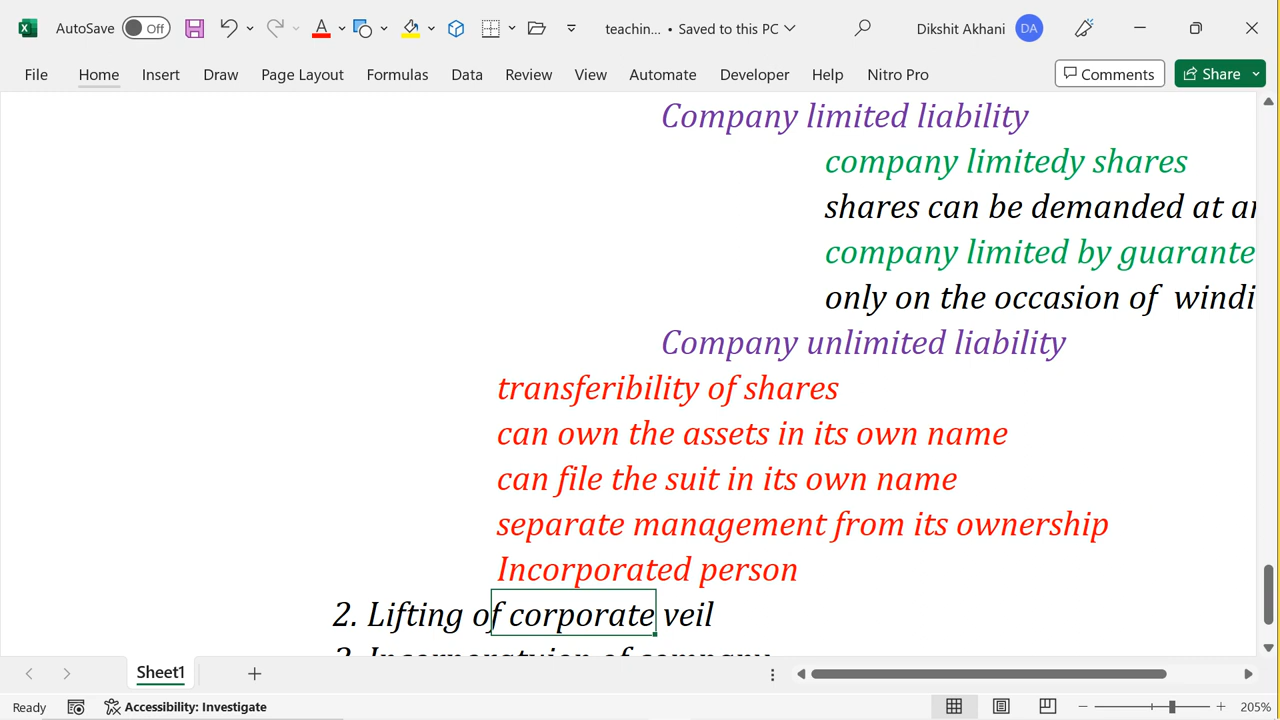 AutoSave Off teachin... • Saved to this PC Dikshit Akhani DA
File Home Insert Draw Page Layout Formulas Data Review View Automate Developer Help Nitro Pro Comments Share
Company limited liability
company limitedy shares
shares can be demanded at
company limited by guarante
only on the occasion of windi
Company unlimited liability
transferibility of shares
can own the assets in its own name
can file the suit in its own name
separate management from its ownership
Incorporated person
2. Lifting of corporate veil
3. Incorporatuion of company
Sheet1
Ready Accessibility: Investigate 205%